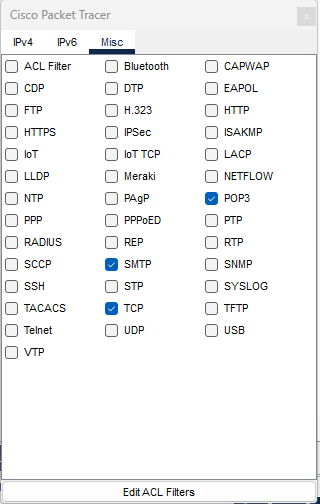 Cisco Packet Tracer
IPv4 IPv6 Misc
ACL Filter Bluetooth CAPWAP
CDP DTP EAPOL
FTP H.323 HTTP
HTTPS IPSec ISAKMP
IoT IoT TCP LACP
LLDP Meraki NETFLOW
NTP PAgP POP3
PPP PPPoED PTP
RADIUS REP RTP
SCCP SMTP SNMP
SSH STP SYSLOG
TACACS TCP TFTP
Telnet UDP USB
VTP
Edit ACL Filters